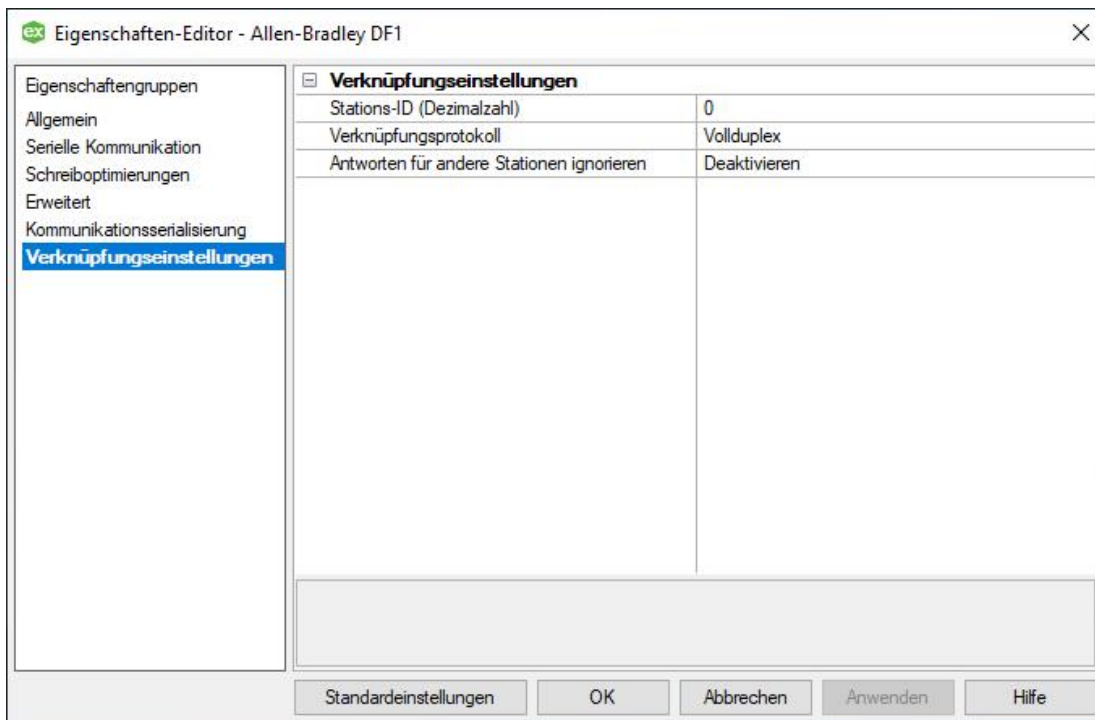 ex Eigenschaften-Editor - Allen-Bradley DF1
Eigenschaftengruppen
Allgemein
Serielle Kommunikation
Schreiboptimierungen
Erweitert
Kommunikationsserialisierung
Verknüpfungseinstellungen
Verknüpfungseinstellungen
Stations-ID (Dezimalzahl) 0
Verknüpfungsprotokoll Vollduplex
Antworten für andere Stationen ignorieren Deaktivieren
Standardeinstellungen OK Abbrechen Anwenden Hilfe